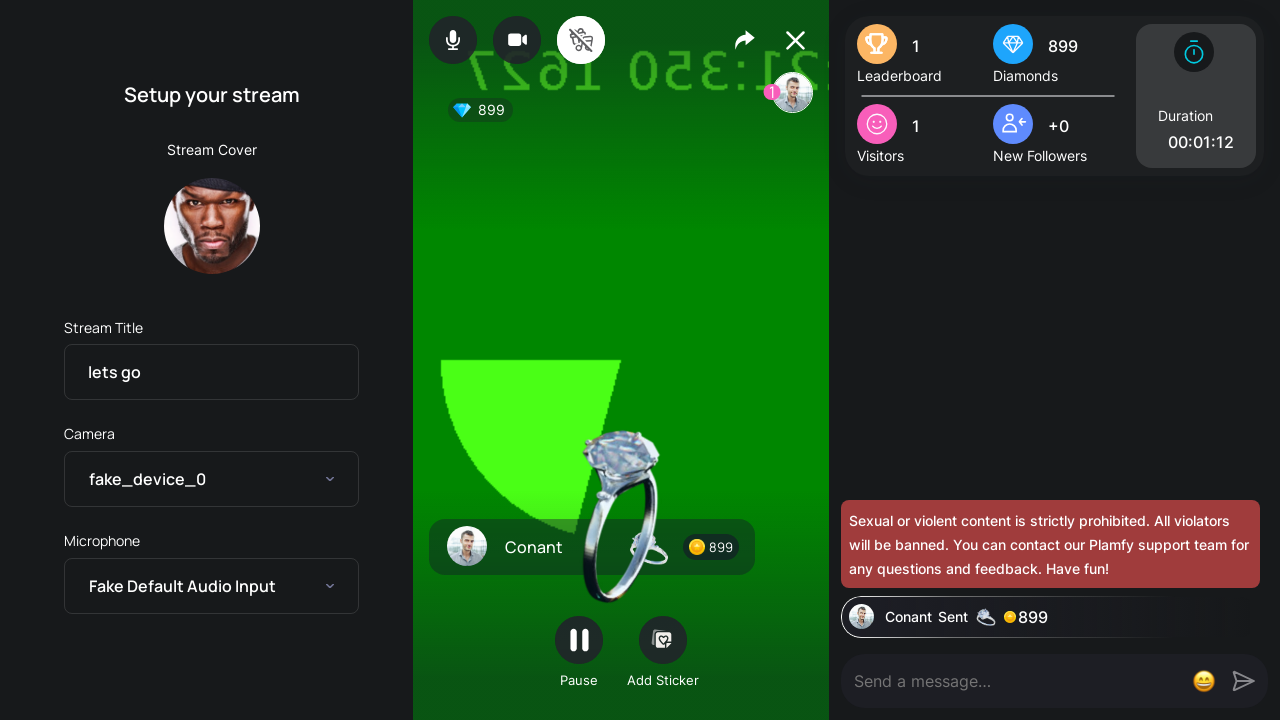 Setup your stream
Stream Cover
Stream Title
lets go
Camera
fake_device_0
Microphone
Fake Default Audio Input
899
1
Conant
899
Pause
Add Sticker
1
Leaderboard
899
Diamonds
1
Visitors
+0
New Followers
Duration
00:01:12
Sexual or violent content is strictly prohibited. All violators
will be banned. You can contact our Plamfy support team for
any questions and feedback. Have fun!
Conant Sent 899
Send a message...